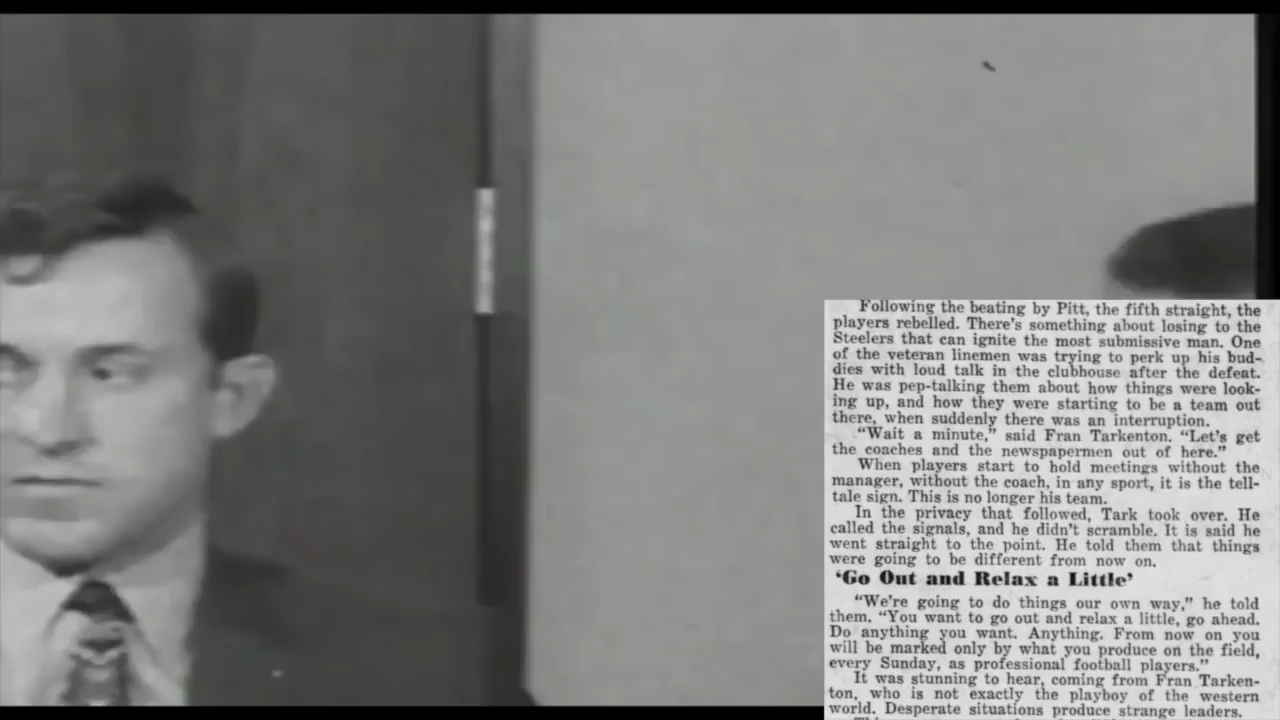 Following the beating by Pitt, the fifth straight, the
players rebelled. There's something about losing to the
Steelers that can ignite the most submissive man. One
of the veteran linemen was trying to perk up his bud-
dies with loud talk in the clubhouse after the defeat.
He was pep-talking them about how things were look-
ing up, and how they were starting to be a team out
there, when suddenly there was an interruption.
"Wait a minute," said Fran Tarkenton. "Let's get
the coaches and the newspapermen out of here."
When players start to hold meetings without the
manager, without the coach, in any sport, it is the tell-
tale sign. This is no longer his team.
In the privacy that followed, Tark took over. He
called the signals, and he didn't scramble. It is said he
went straight to the point. He told them that things
were going to be different from now on.
'Go Out and Relax a Little'
"We're going to do things our own way," he told
them. "You want to go out and relax a little, go ahead.
Do anything you want. Anything. From now on you
will be marked only by what you produce on the field,
every Sunday, as professional football players."
It was stunning to hear, coming from Fran Tarken-
ton, who is not exactly the playboy of the western
world. Desperate situations produce strange leaders.